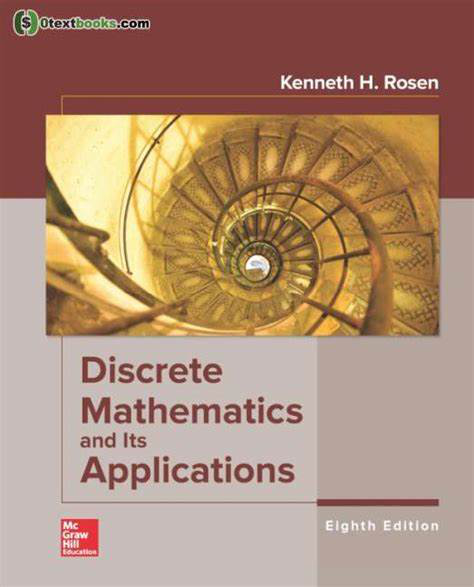 $ 0textbooks.com
Kenneth H. Rosen
Discrete
Mathematics
and Its
Applications
Mc
Graw
Hill
Education
Eighth Edition